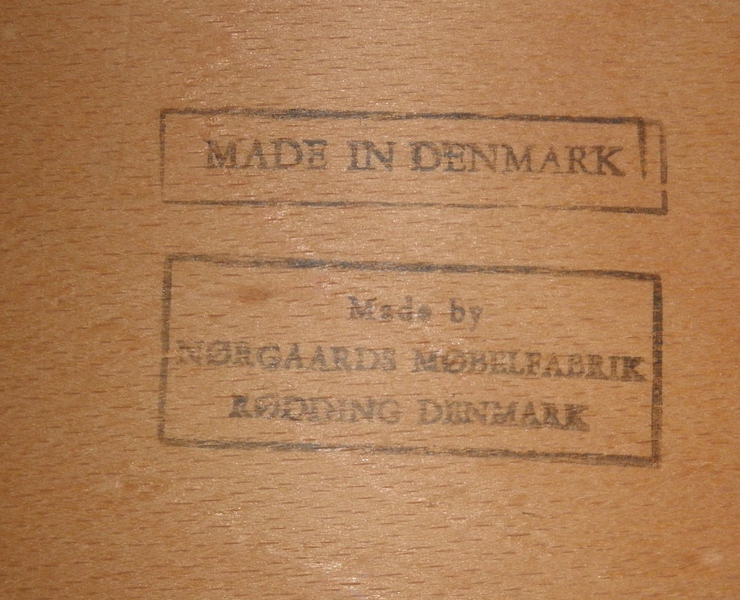 MADE IN DENMARK
Made by
NØRGAARDS MØBELFABRIK
RØDDING DENMARK